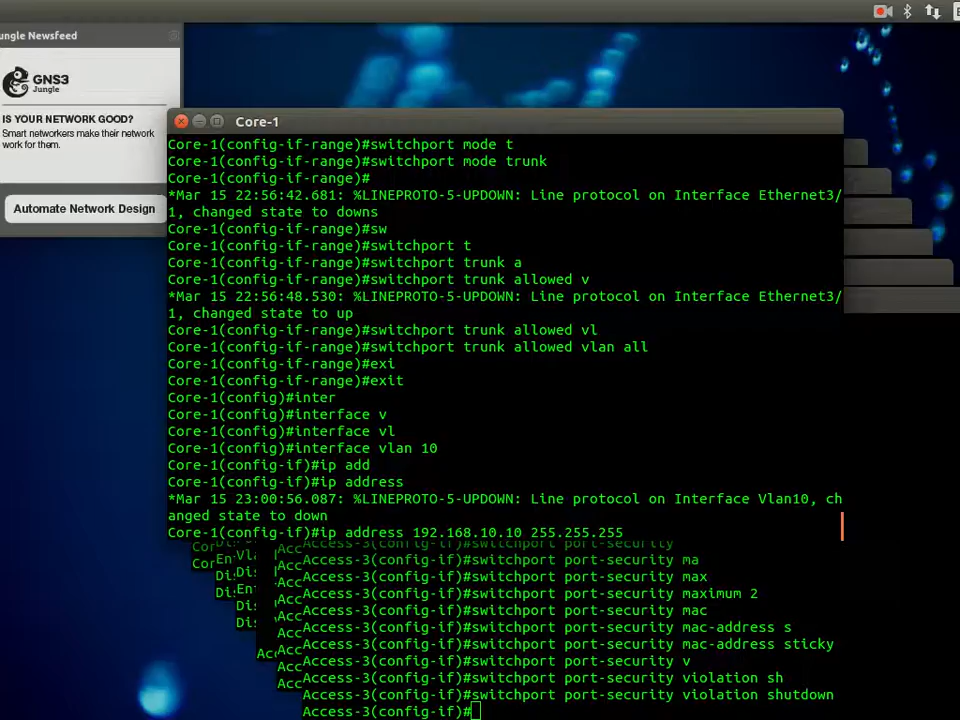 ungle Newsfeed
GNS3
Jungle
IS YOUR NETWORK GOOD?
Smart networkers make their network
work for them.
Automate Network Design
Core-1
Core-1(config-if-range)#switchport mode t
Core-1(config-if-range)#switchport mode trunk
Core-1(config-if-range)#
*Mar 15 22:56:42.681: %LINEPROTO-5-UPDOWN: Line protocol on Interface Ethernet3/
1, changed state to downs
Core-1(config-if-range)#sw
Core-1(config-if-range)#switchport t
Core-1(config-if-range)#switchport trunk a
Core-1(config-if-range)#switchport trunk allowed v
*Mar 15 22:56:48.530: %LINEPROTO-5-UPDOWN: Line protocol on Interface Ethernet3/
1, changed state to up
Core-1(config-if-range)#switchport trunk allowed vl
Core-1(config-if-range)#switchport trunk allowed vlan all
Core-1(config-if-range)#exi
Core-1(config-if-range)#exit
Core-1(config)#inter
Core-1(config)#interface v
Core-1(config)#interface vl
Core-1(config)#interface vlan 10
Core-1(config-if)#ip add
Core-1(config-if)#ip address
*Mar 15 23:00:56.087: %LINEPROTO-5-UPDOWN: Line protocol on Interface Vlan10, ch
anged state to down
Core-1(config-if)#ip address 192.168.10.10 255.255.255
Access-3(config-if)#switchport port-security
Access-3(config-if)#switchport port-security ma
Access-3(config-if)#switchport port-security max
Access-3(config-if)#switchport port-security maximum 2
Access-3(config-if)#switchport port-security mac
Access-3(config-if)#switchport port-security mac-address s
Access-3(config-if)#switchport port-security mac-address sticky
Access-3(config-if)#switchport port-security v
Access-3(config-if)#switchport port-security violation sh
Access-3(config-if)#switchport port-security violation shutdown
Access-3(config-if)#